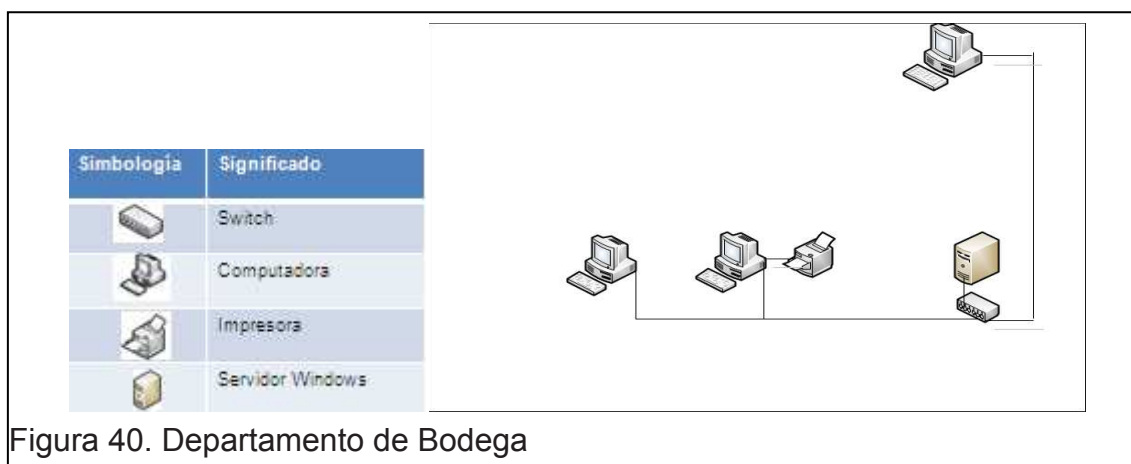 Simbología Significado
Switch
Computadora
Impresora
Servidor Windows
Figura 40. Departamento de Bodega